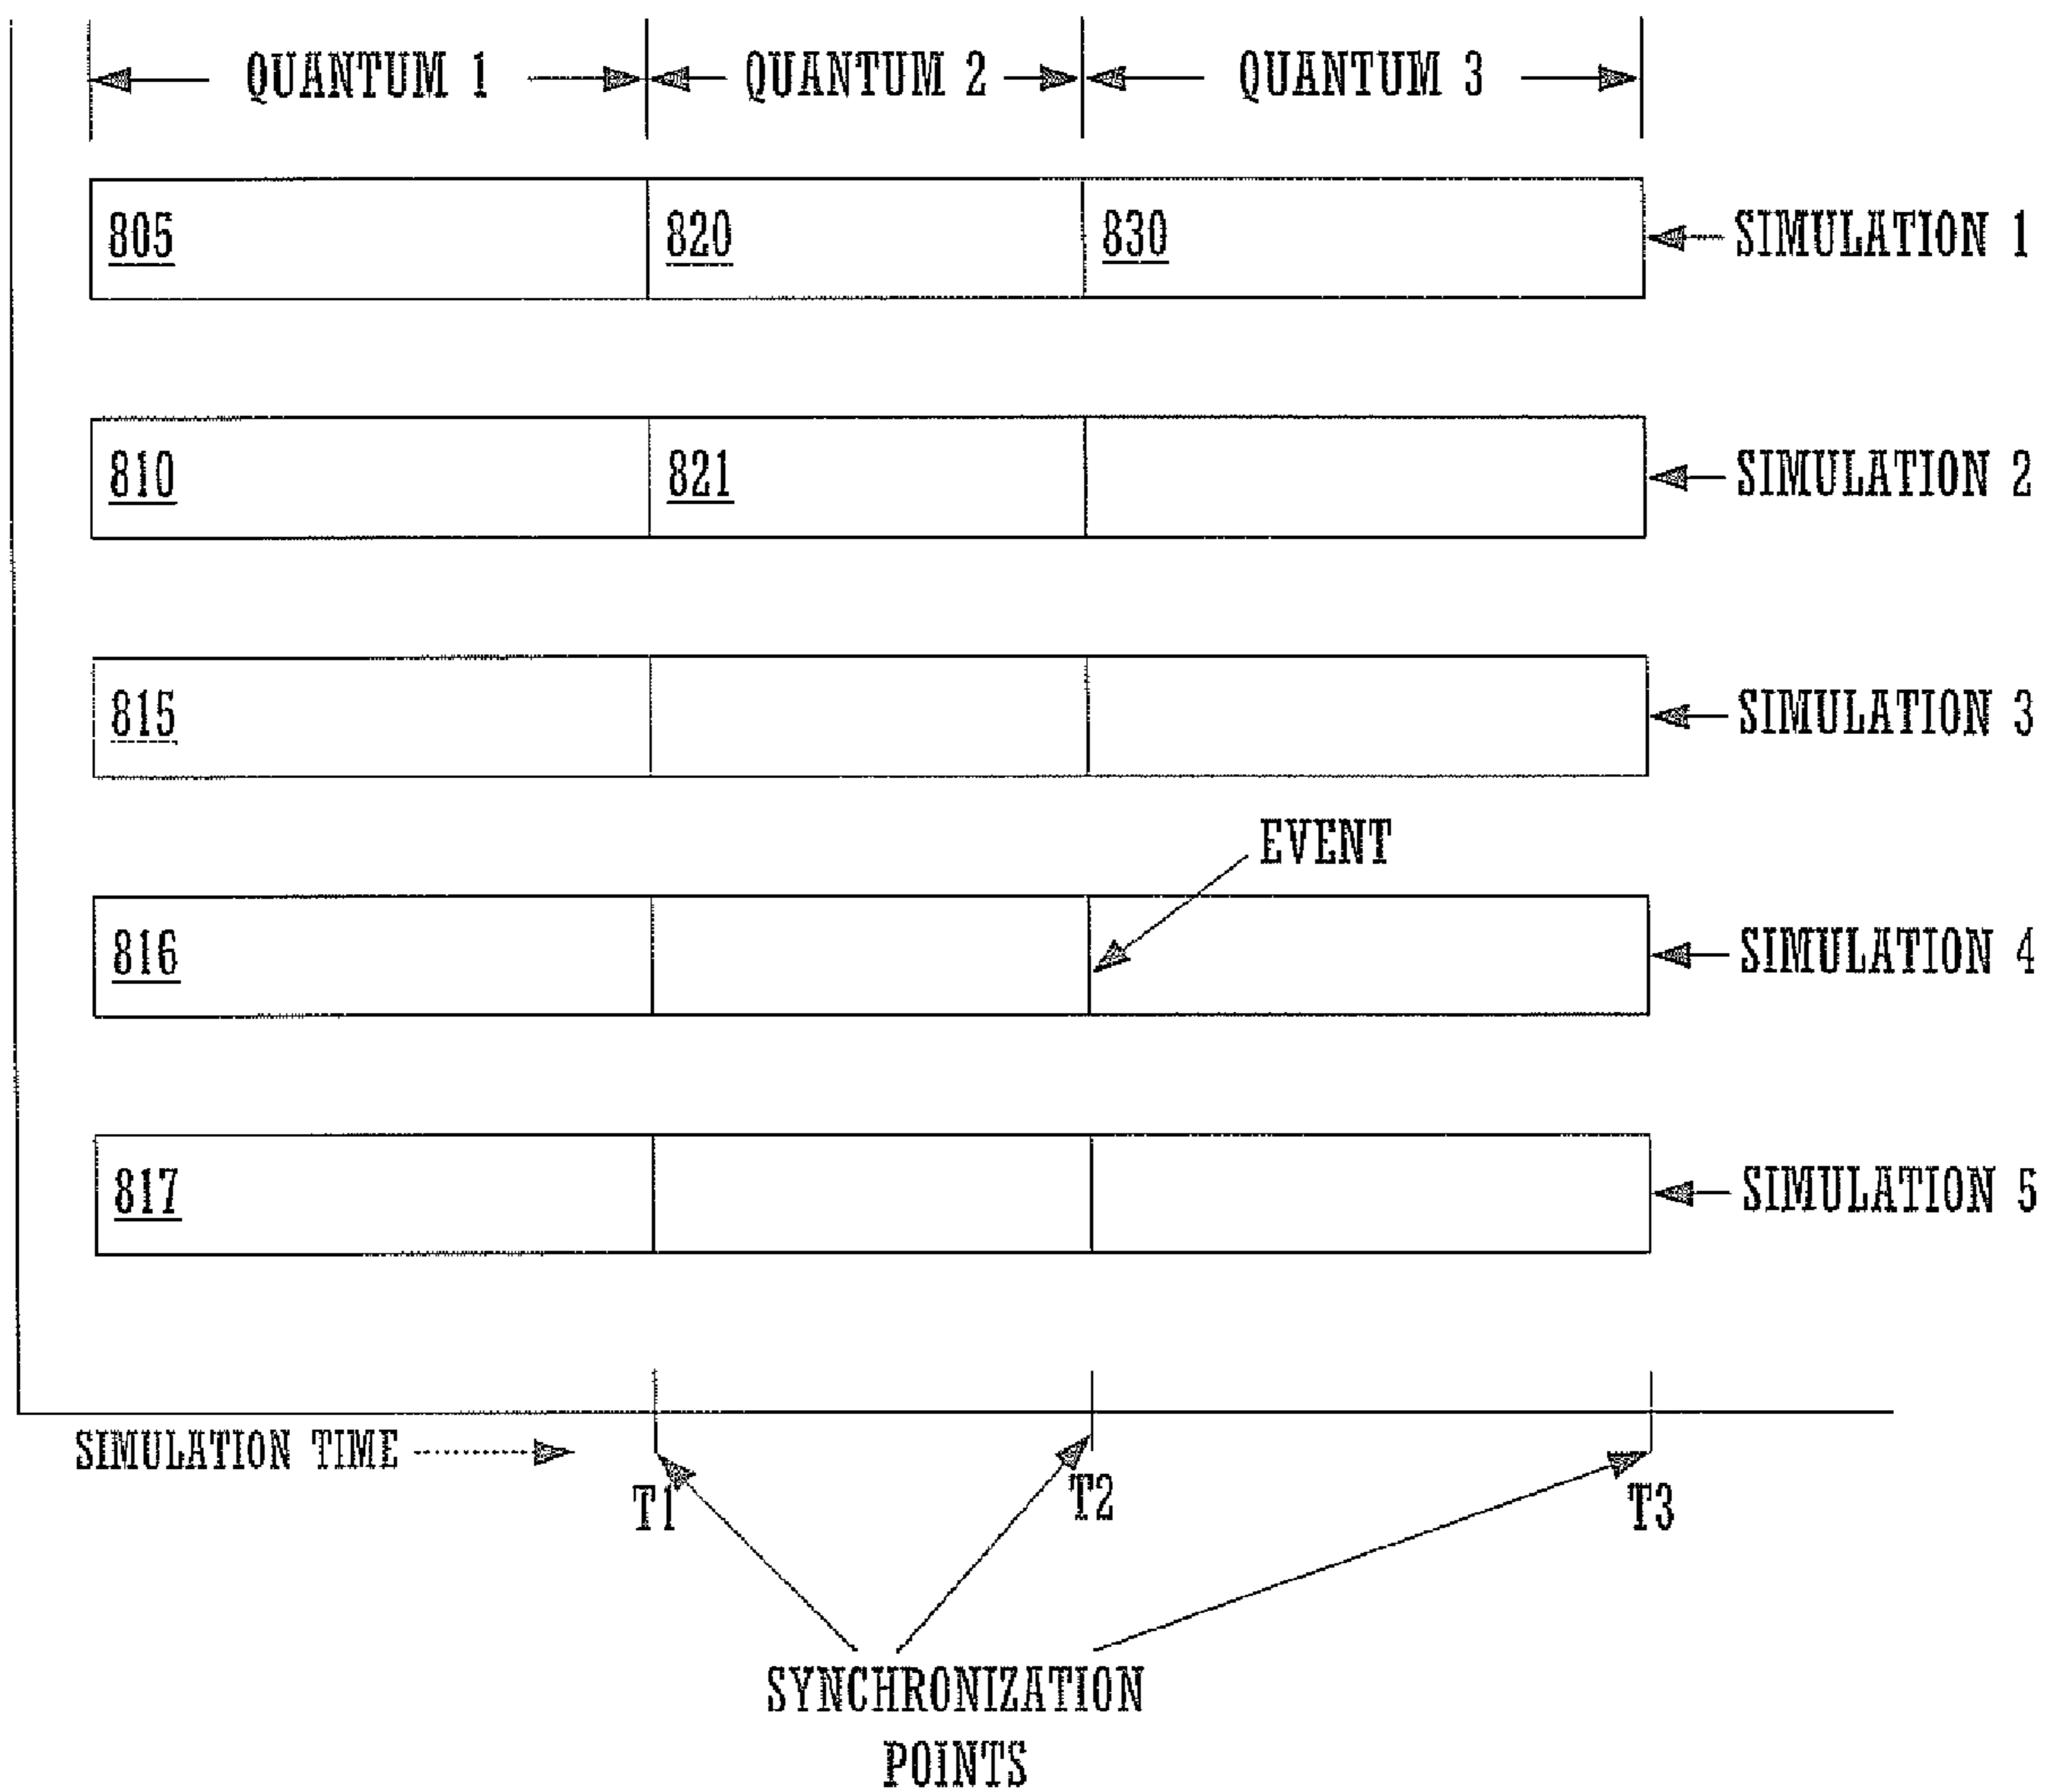 QUANTUM 1 QUANTUM 2 QUANTUM 3
805 820 830 SIMULATION 1
810 821 SIMULATION 2
815 SIMULATION 3
EVENT
816 SIMULATION 4
817 SIMULATION 5
SIMULATION TIME
T1 T2 T3
SYNCHRONIZATION
POINTS